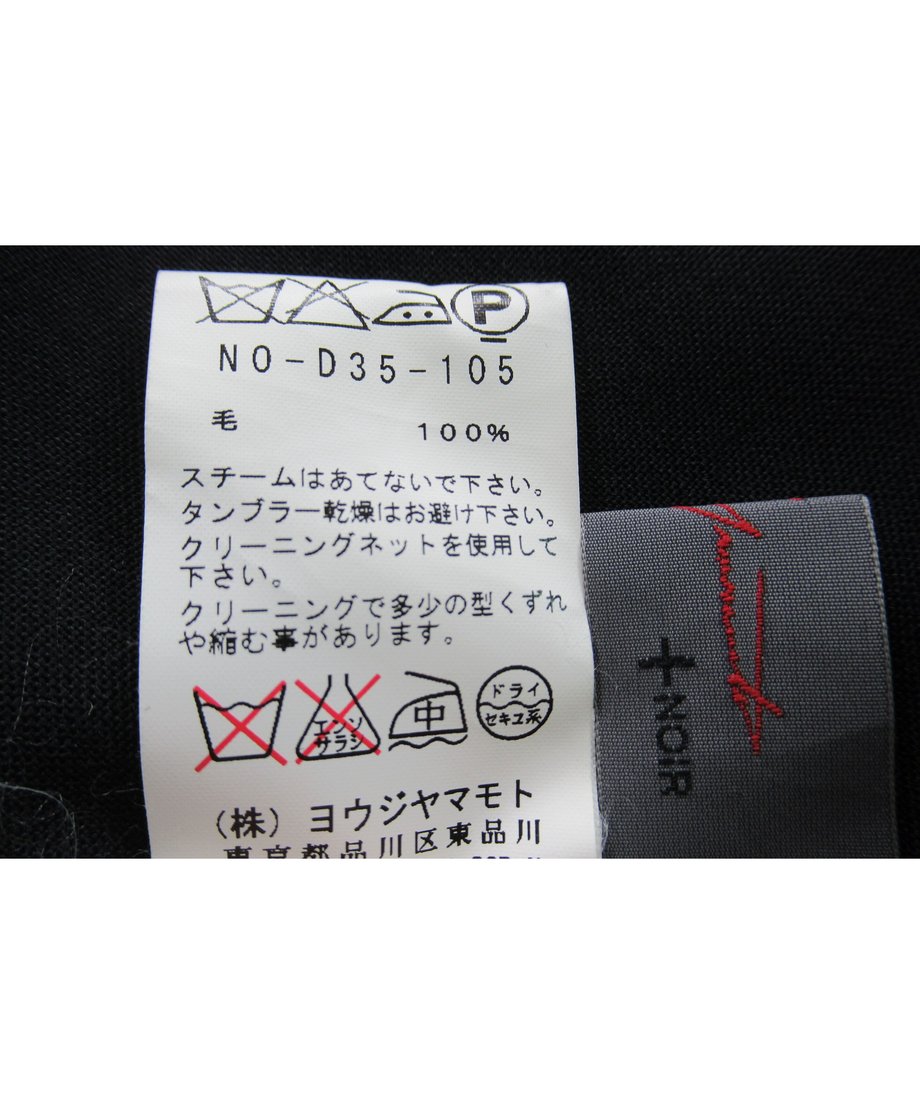 P
NO-D35-105
毛 100%
スチームはあてないで下さい。
タンブラー乾燥はお避け下さい。
クリーニングネットを使用して
下さい。
クリーニングで多少の型くずれ
や縮む事があります。
エンソ
サラシ
中
ドライ
セキユ系
(株) ヨウジヤマモト
東京都品川区東品川
+NOIR